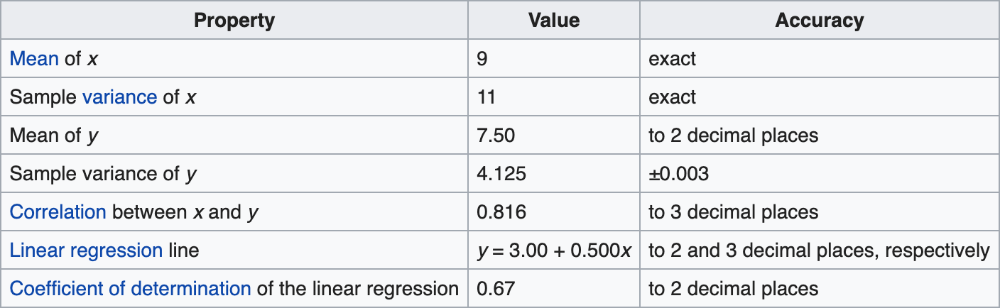 Property Value Accuracy
Mean of x 9 exact
Sample variance of x 11 exact
Mean of y 7.50 to 2 decimal places
Sample variance of y 4.125 ±0.003
Correlation between x and y 0.816 to 3 decimal places
Linear regression line y = 3.00 + 0.500x to 2 and 3 decimal places, respectively
Coefficient of determination of the linear regression 0.67 to 2 decimal places